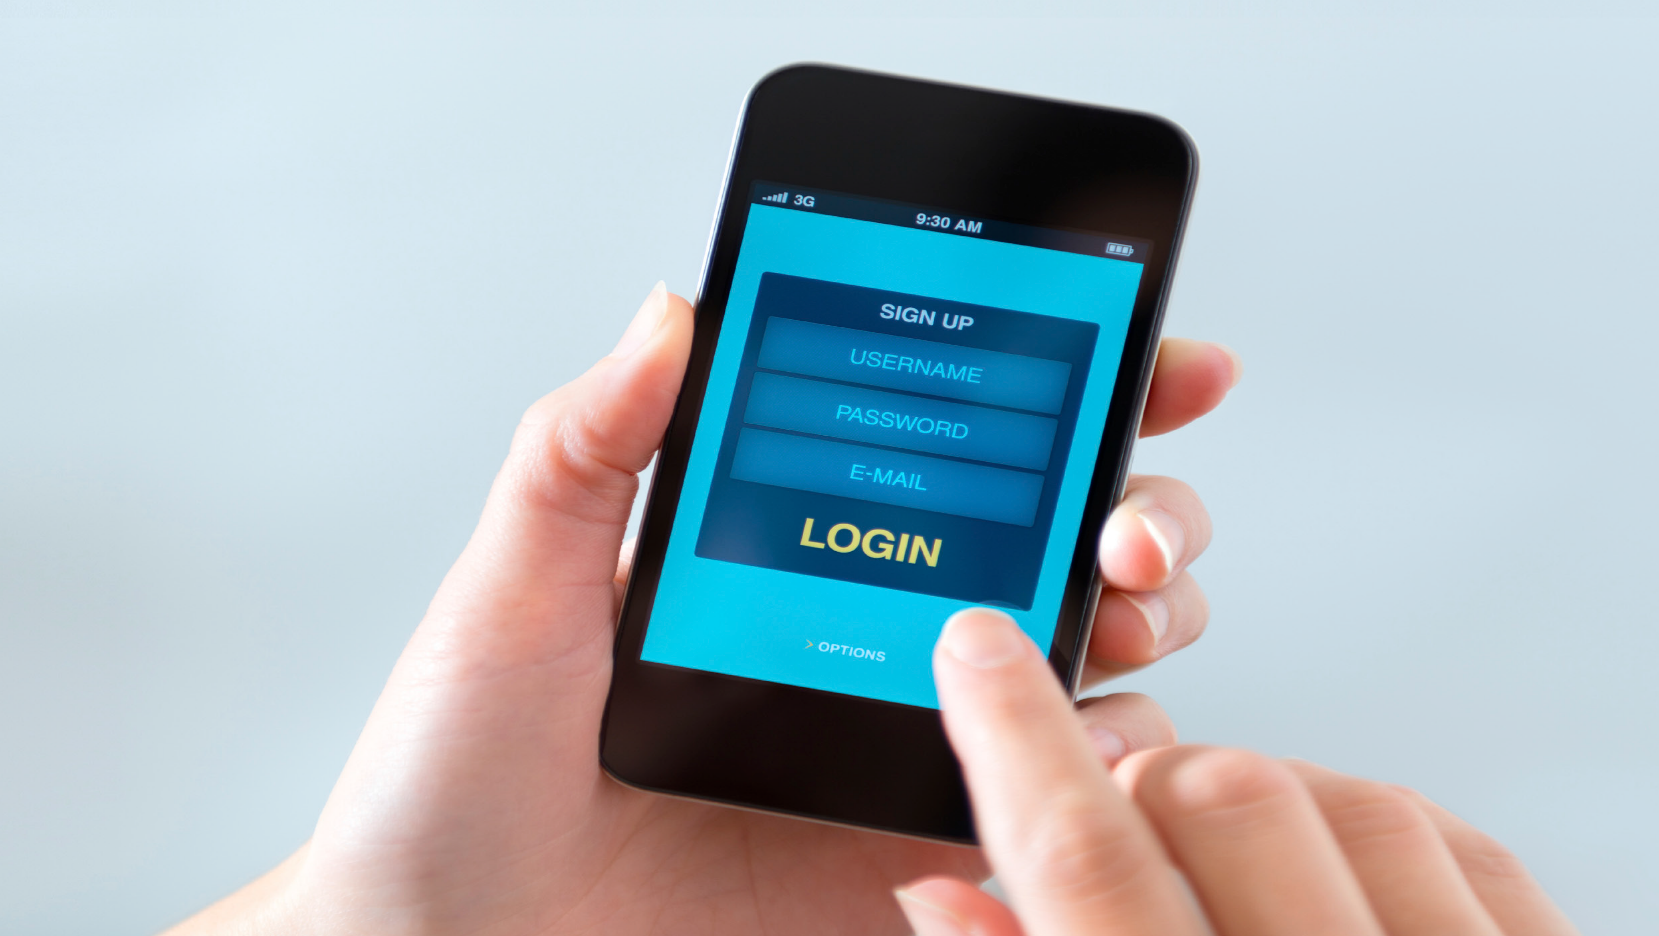 3G 9:30 AM
SIGN UP
USERNAME
PASSWORD
E-MAIL
LOGIN
> OPTIONS